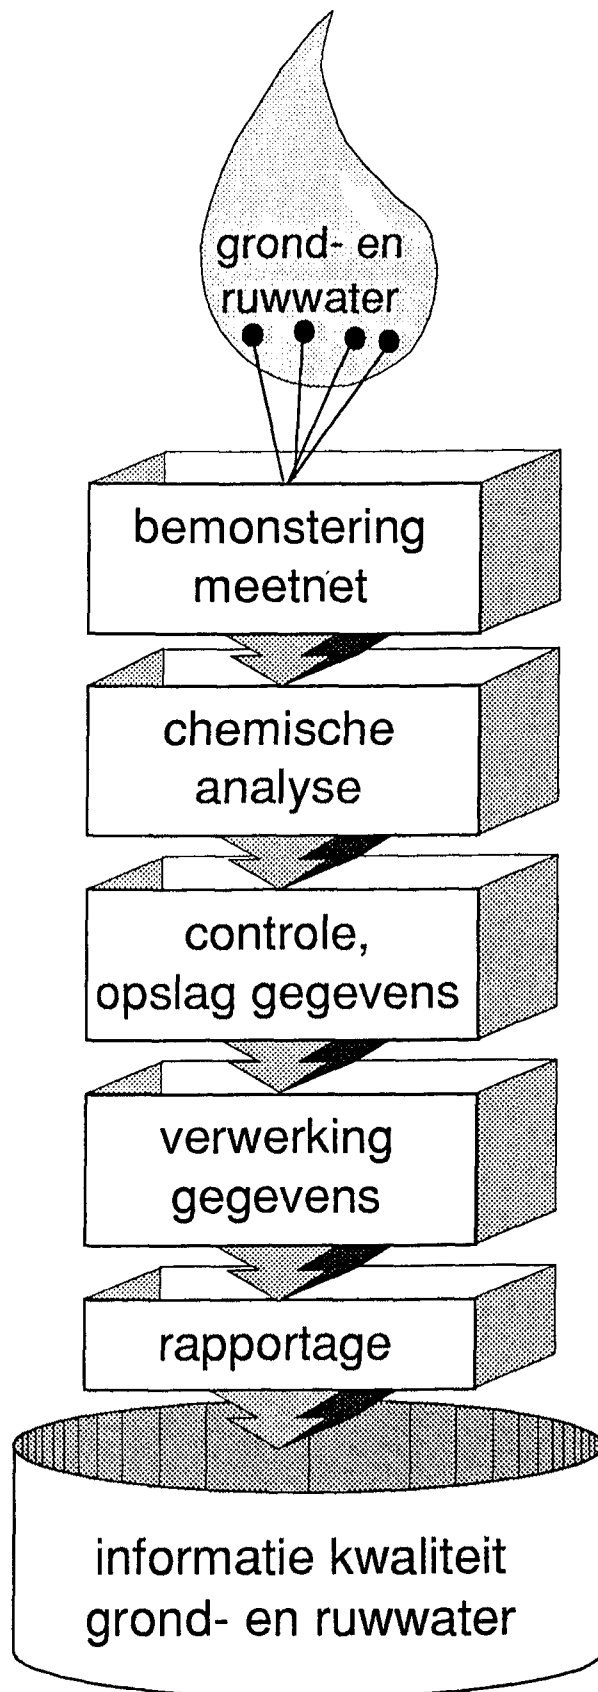 grond- en
ruwwater
bemonstering
meetnet
chemische
analyse
controle,
opslag gegevens
verwerking
gegevens
rapportage
informatie kwaliteit
grond- en ruwwater